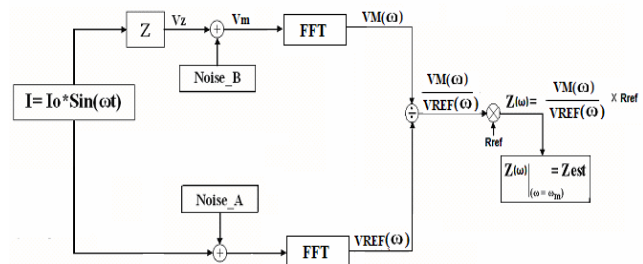 Z
Vz
+
Vm
FFT
VM(ω)
Noise_B
I= Io*Sin(ωt)
VM(ω)
VREF(ω)
÷
Rref
Z(ω)= VM(ω) X Rref
VREF(ω)
Z(ω)| = Zest
(ω = ωm)
Noise_A
+
FFT
VREF(ω)